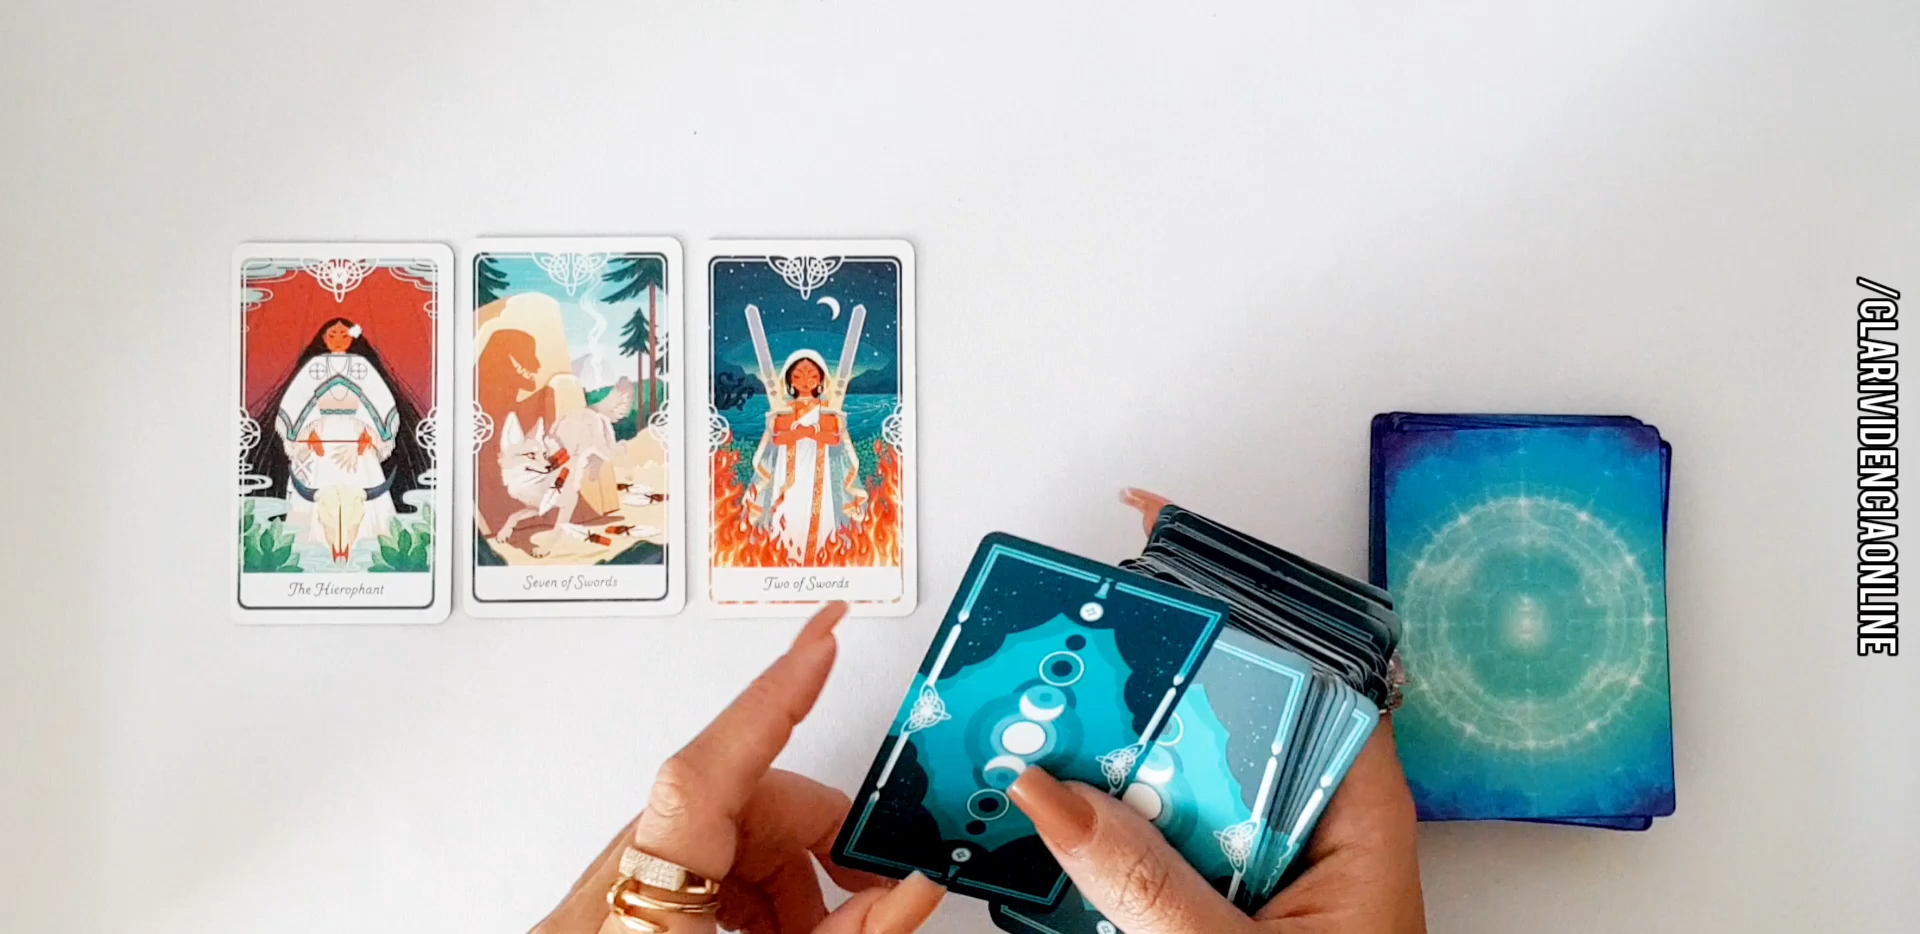 The Hierophant
Seven of Swords
Two of Swords
/CLARIVIDENCIAONLINE